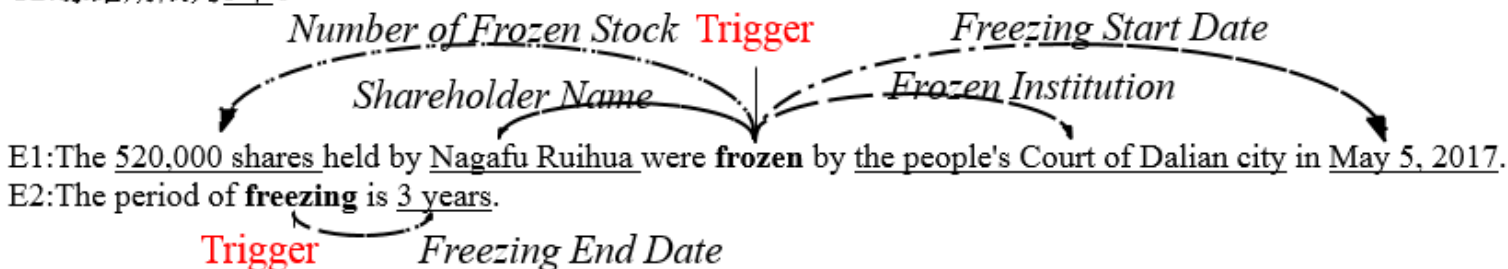 Number of Frozen Stock Trigger Freezing Start Date
Shareholder Name Frozen Institution
E1:The 520,000 shares held by Nagafu Ruihua were frozen by the people's Court of Dalian city in May 5, 2017.
E2:The period of freezing is 3 years.
Trigger Freezing End Date